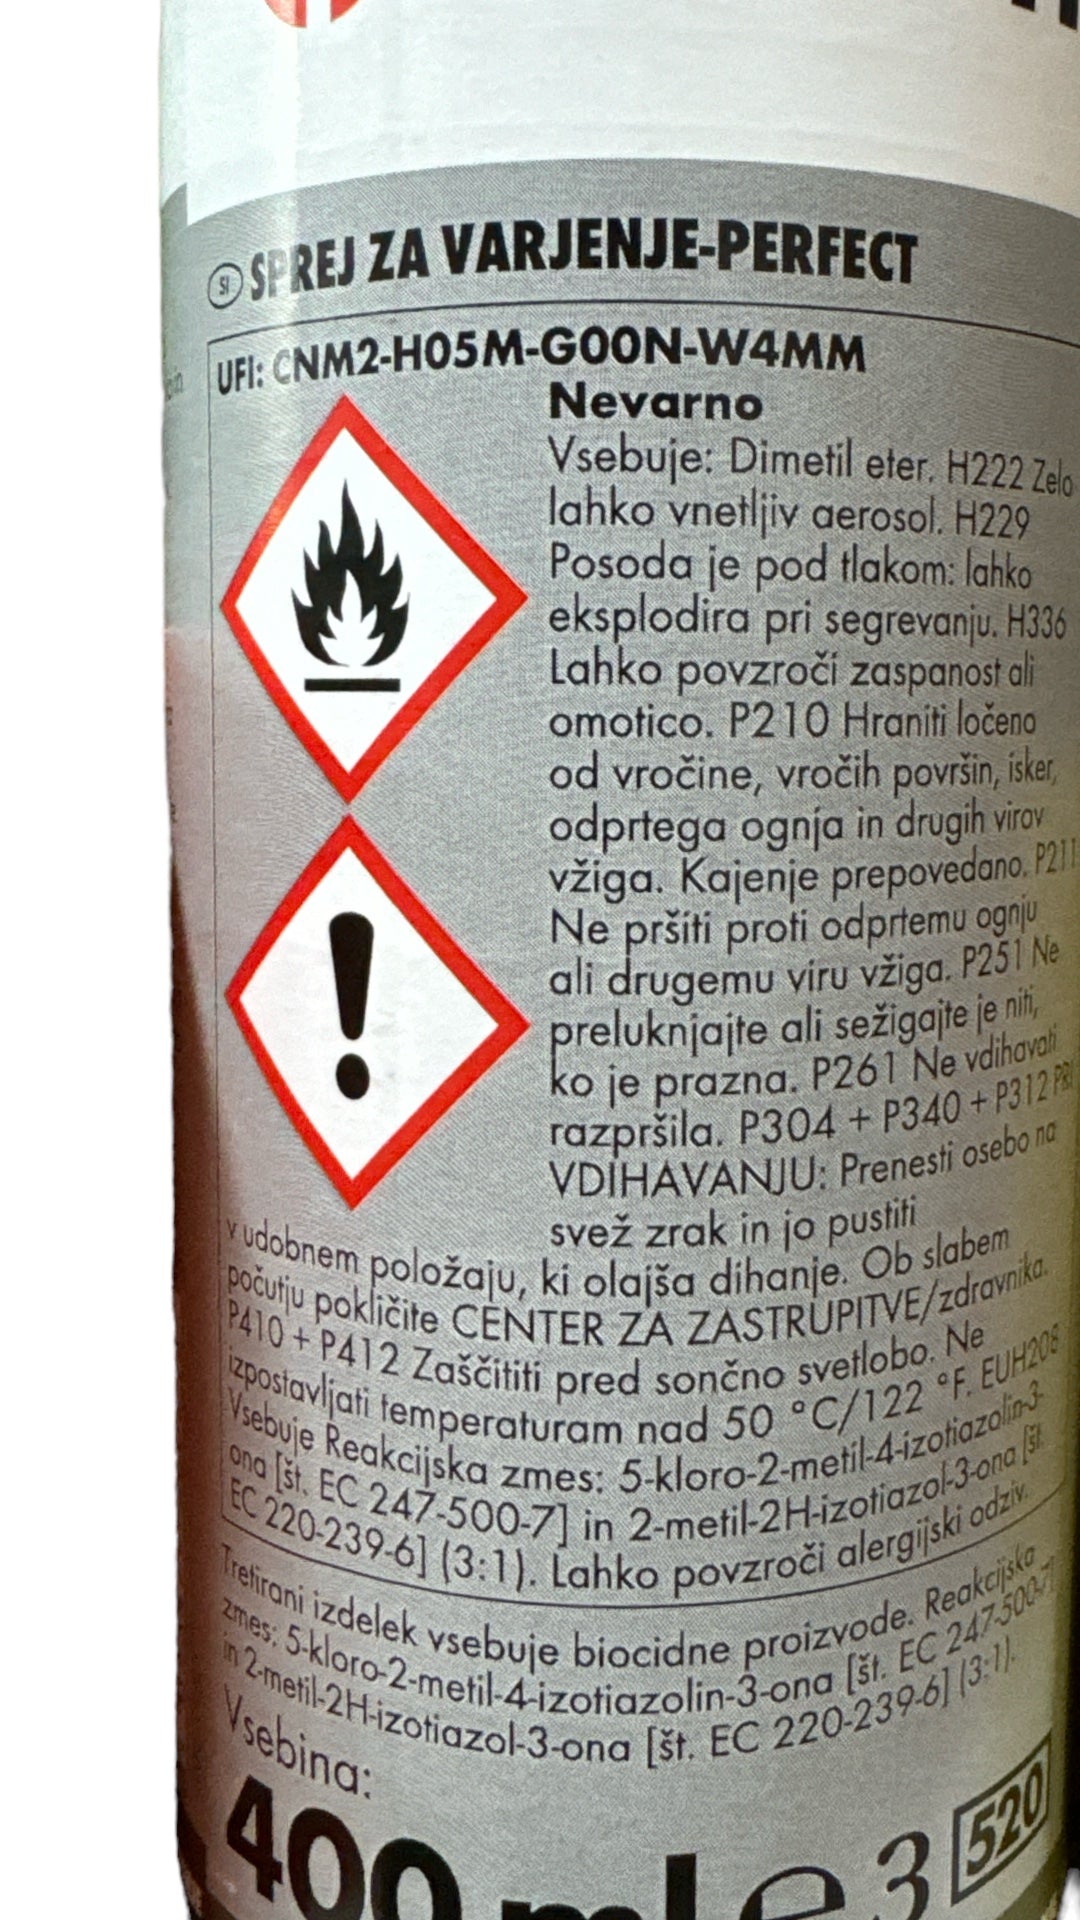 SI SPREJ ZA VARJENJE-PERFECT
UFI: CNM2-H05M-G00N-W4MM
Nevarno
Vsebuje: Dimetil eter. H222 Zelo
lahko vnetljiv aerosol. H229
Posoda je pod tlakom: lahko
eksplodira pri segrevanju. H336
Lahko povzroči zaspanost ali
omotico. P210 Hraniti ločeno
od vročine, vročih površin, isker,
odprtega ognja in drugih virov
vžiga. Kajenje prepovedano. P211
Ne pršiti proti odprtemu ognju
ali drugemu viru vžiga. P251 Ne
preluknjajte ali sežigajte je niti,
ko je prazna. P261 Ne vdihavati
razpršila. P304 + P340 + P312 PRI
VDIHAVANJU: Prenesti osebo na
svež zrak in jo pustiti
v udobnem položaju, ki olajša dihanje. Ob slabem
počutju pokličite CENTER ZA ZASTRUPITVE/zdravnika.
P410 + P412 Zaščititi pred sončno svetlobo. Ne
izpostavljati temperaturam nad 50 °C/122 °F. EUH208
Vsebuje Reakcijska zmes: 5-kloro-2-metil-4-izotiazolin-3-
ona [št. EC 247-500-7] in 2-metil-2H-izotiazol-3-ona [št.
EC 220-239-6] (3:1). Lahko povzroči alergijski odziv.
Tretirani izdelek vsebuje biocidne proizvode. Reakcijska
zmes: 5-kloro-2-metil-4-izotiazolin-3-ona [št. EC 247-500-7]
in 2-metil-2H-izotiazol-3-ona [št. EC 220-239-6] (3:1).
Vsebina:
400 ml e 3 520